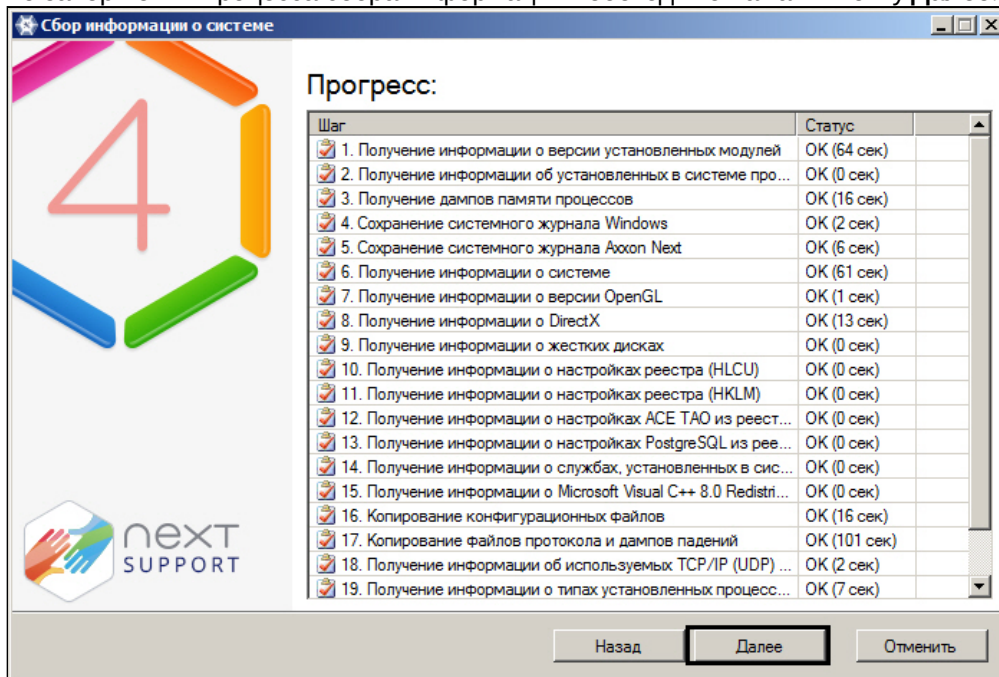 Сбор информации о системе
4
Прогресс:
Шаг Статус
1. Получение информации о версии установленных модулей OK (64 сек)
2. Получение информации об установленных в системе про... OK (0 сек)
3. Получение дампов памяти процессов OK (16 сек)
4. Сохранение системного журнала Windows OK (2 сек)
5. Сохранение системного журнала Axxon Next OK (6 сек)
6. Получение информации о системе OK (61 сек)
7. Получение информации о версии OpenGL OK (1 сек)
8. Получение информации о DirectX OK (13 сек)
9. Получение информации о жестких дисках OK (0 сек)
10. Получение информации о настройках реестра (HLCU) OK (0 сек)
11. Получение информации о настройках реестра (HKLM) OK (0 сек)
12. Получение информации о настройках ACE TAO из реест... OK (0 сек)
13. Получение информации о настройках PostgreSQL из рее... OK (0 сек)
14. Получение информации о службах, установленных в сис... OK (0 сек)
15. Получение информации о Microsoft Visual C++ 8.0 Redistri... OK (0 сек)
16. Копирование конфигурационных файлов OK (16 сек)
17. Копирование файлов протокола и дампов падений OK (101 сек)
18. Получение информации об используемых TCP/IP (UDP) ... OK (2 сек)
19. Получение информации о типах установленных процесс... OK (7 сек)
next
SUPPORT
Назад Далее Отменить